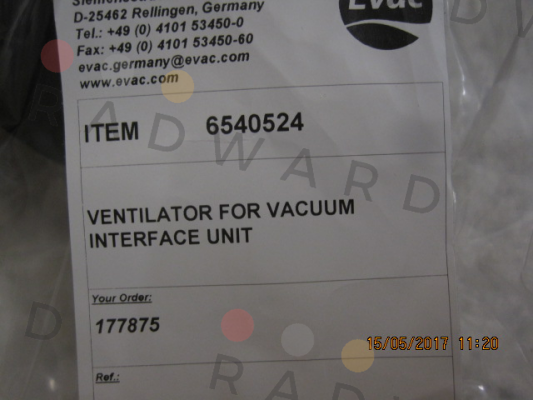 Evac
D-25462 Rellingen, Germany
Tel.: +49 (0) 4101 53450-0
Fax: +49 (0) 4101 53450-60
evac.germany@evac.com
www.evac.com
ITEM 6540524
VENTILATOR FOR VACUUM
INTERFACE UNIT
Your Order:
177875
15/05/2017 11:20
Ref.:
RADWARD